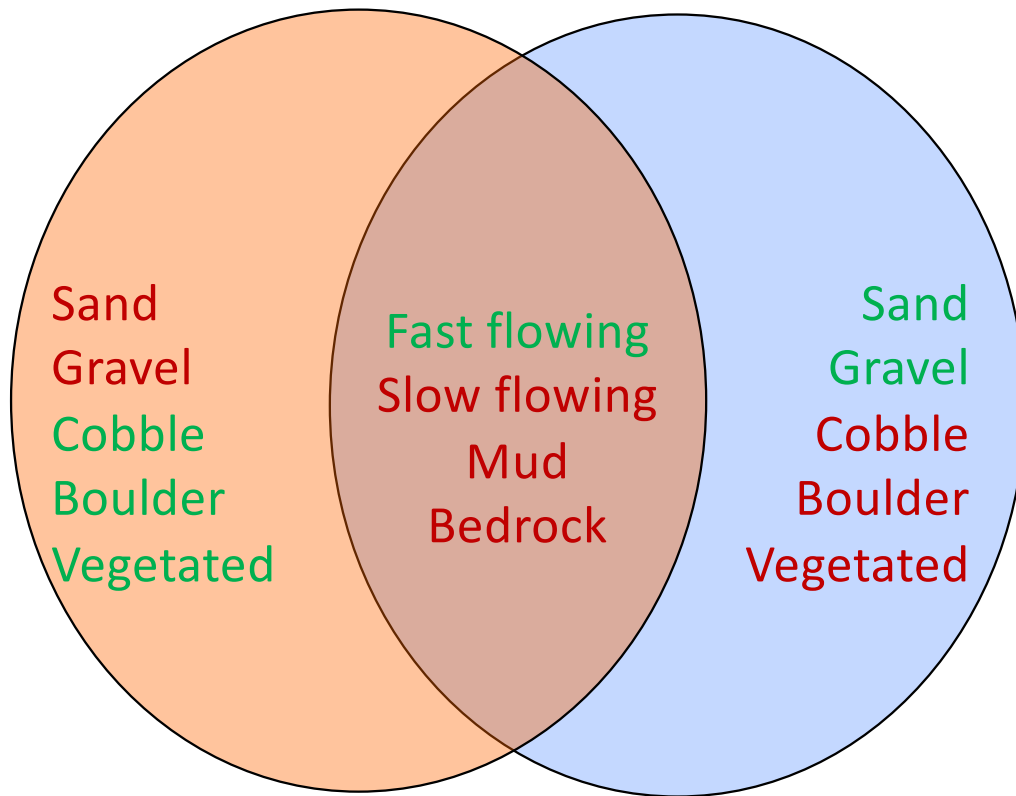 Sand
Gravel
Cobble
Boulder
Vegetated
Fast flowing
Slow flowing
Mud
Bedrock
Sand
Gravel
Cobble
Boulder
Vegetated